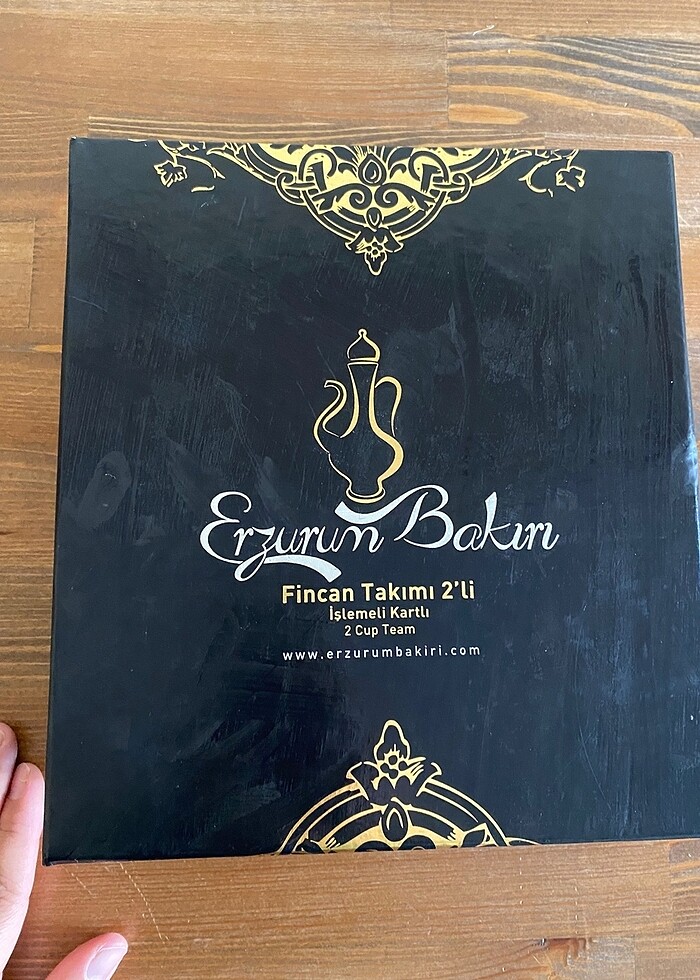 Erzurum Bakırı
Fincan Takımı 2'li
İşlemeli Kartlı
2 Cup Team
www.erzurumbakiri.com